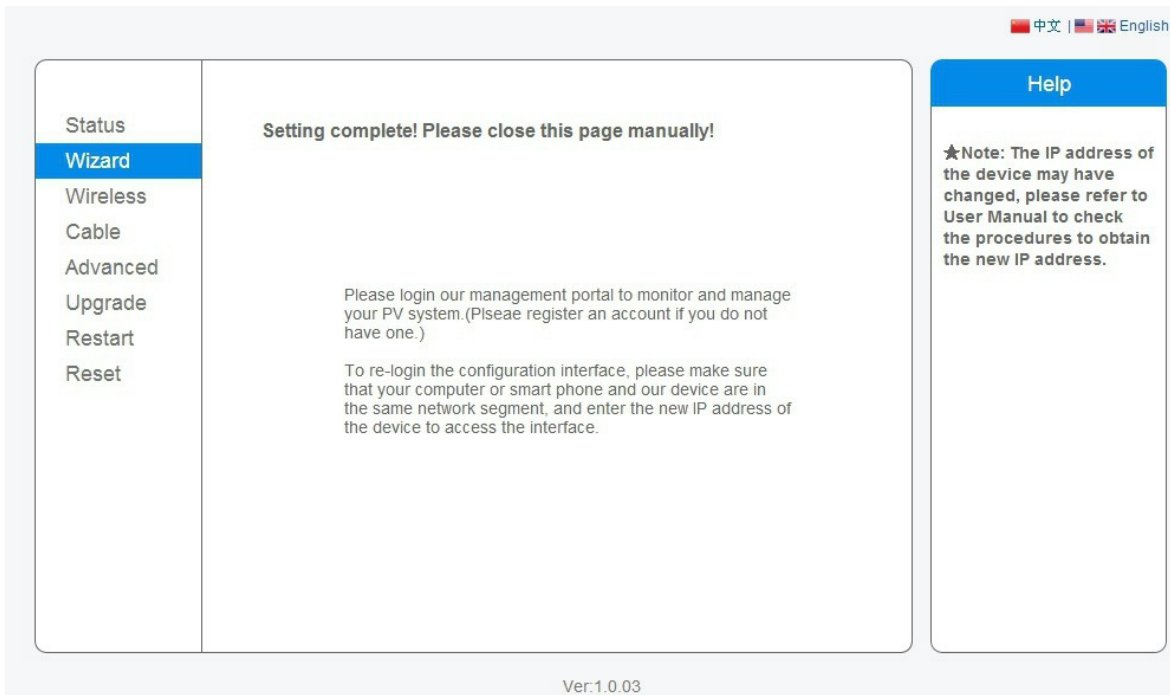 中文 | English
Help
Status
Wizard
Wireless
Cable
Advanced
Upgrade
Restart
Reset
Setting complete! Please close this page manually!
Please login our management portal to monitor and manage
your PV system.(Plseae register an account if you do not
have one.)
To re-login the configuration interface, please make sure
that your computer or smart phone and our device are in
the same network segment, and enter the new IP address of
the device to access the interface.
★Note: The IP address of
the device may have
changed, please refer to
User Manual to check
the procedures to obtain
the new IP address.
Ver:1.0.03